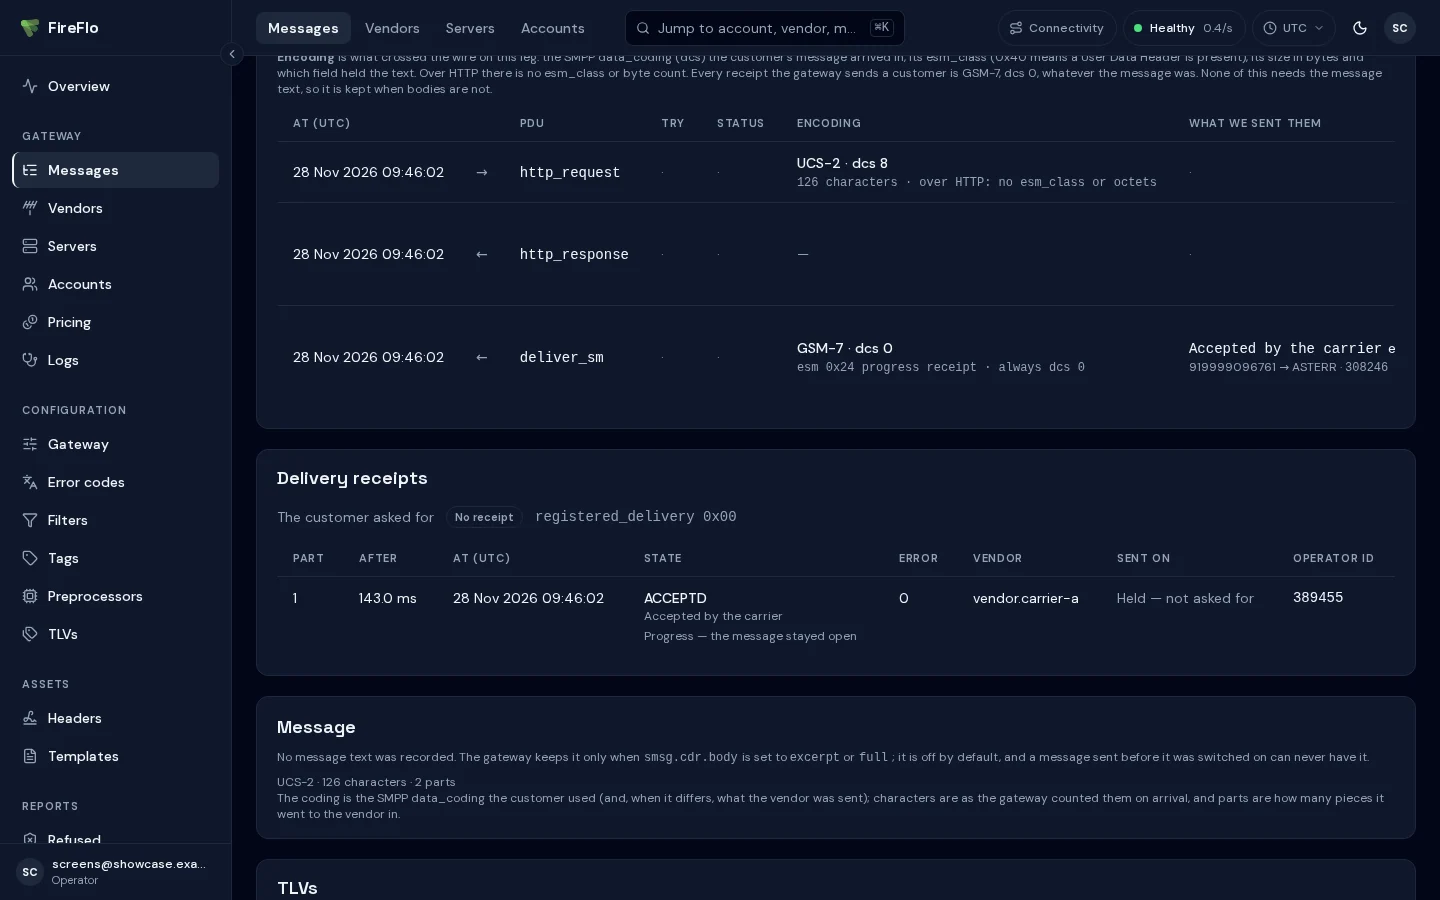 FireFlo
Messages
Vendors
Servers
Accounts
Jump to account, vendor, m...
⌘K
Connectivity
Healthy 0.4/s
UTC
SC
Overview
GATEWAY
Messages
Vendors
Servers
Accounts
Pricing
Logs
CONFIGURATION
Gateway
Error codes
Filters
Tags
Preprocessors
TLVs
ASSETS
Headers
Templates
REPORTS
Refused
SC
screens@showcase.exa...
Operator
Encoding is what crossed the wire on this leg: the SMPP data_coding (dcs) the customer's message arrived in, its esm_class (0x40 means a User Data Header is present), its size in bytes and
which field held the text. Over HTTP there is no esm_class or byte count. Every receipt the gateway sends a customer is GSM-7, dcs 0, whatever the message was. None of this needs the message
text, so it is kept when bodies are not.
AT (UTC) PDU TRY STATUS ENCODING WHAT WE SENT THEM
28 Nov 2026 09:46:02 → http_request · · UCS-2 · dcs 8 ·
126 characters · over HTTP: no esm_class or octets
28 Nov 2026 09:46:02 ← http_response · · — ·
28 Nov 2026 09:46:02 ← deliver_sm · · GSM-7 · dcs 0 Accepted by the carrier e
esm 0x24 progress receipt · always dcs 0 919999096761 → ASTERR · 308246
Delivery receipts
The customer asked for No receipt registered_delivery 0x00
PART AFTER AT (UTC) STATE ERROR VENDOR SENT ON OPERATOR ID
1 143.0 ms 28 Nov 2026 09:46:02 ACCEPTD 0 vendor.carrier-a Held — not asked for 389455
Accepted by the carrier
Progress — the message stayed open
Message
No message text was recorded. The gateway keeps it only when smsg.cdr.body is set to excerpt or full ; it is off by default, and a message sent before it was switched on can never have it.
UCS-2 · 126 characters · 2 parts
The coding is the SMPP data_coding the customer used (and, when it differs, what the vendor was sent); characters are as the gateway counted them on arrival, and parts are how many pieces it
went to the vendor in.
TLVs